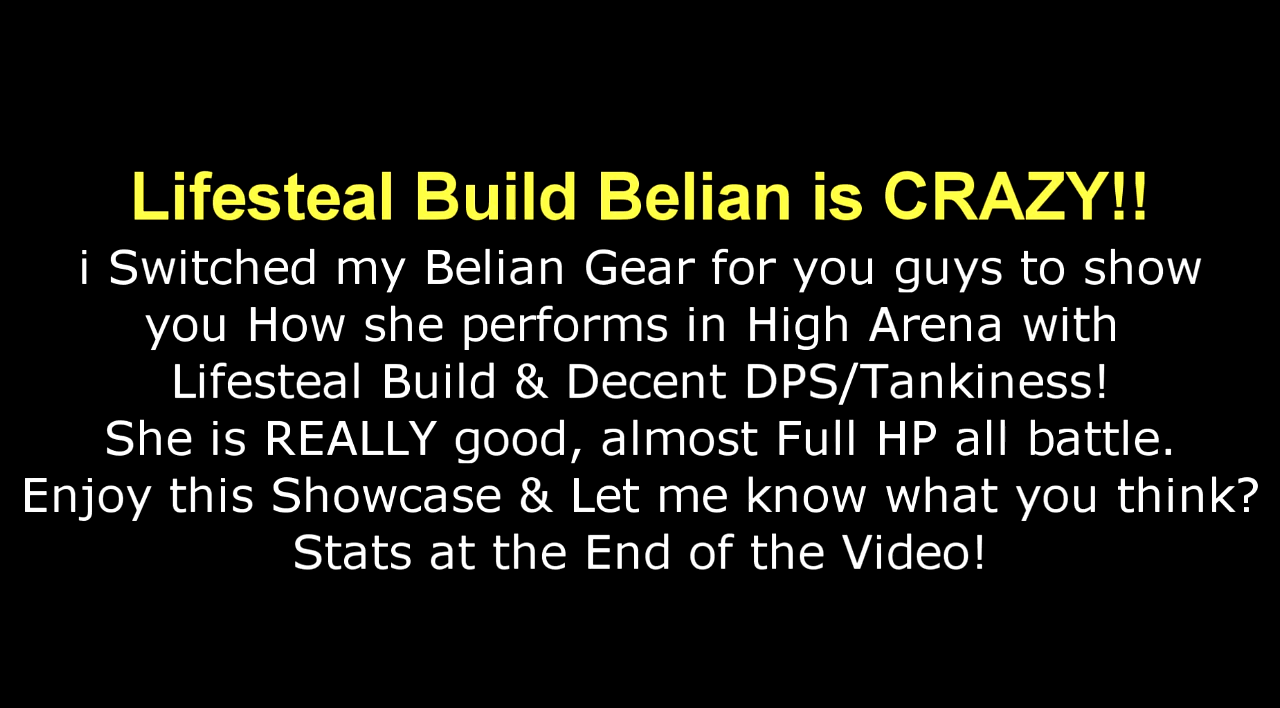 Lifesteal Build Belian is CRAZY!!
i Switched my Belian Gear for you guys to show
you How she performs in High Arena with
Lifesteal Build & Decent DPS/Tankiness!
She is REALLY good, almost Full HP all battle.
Enjoy this Showcase & Let me know what you think?
Stats at the End of the Video!